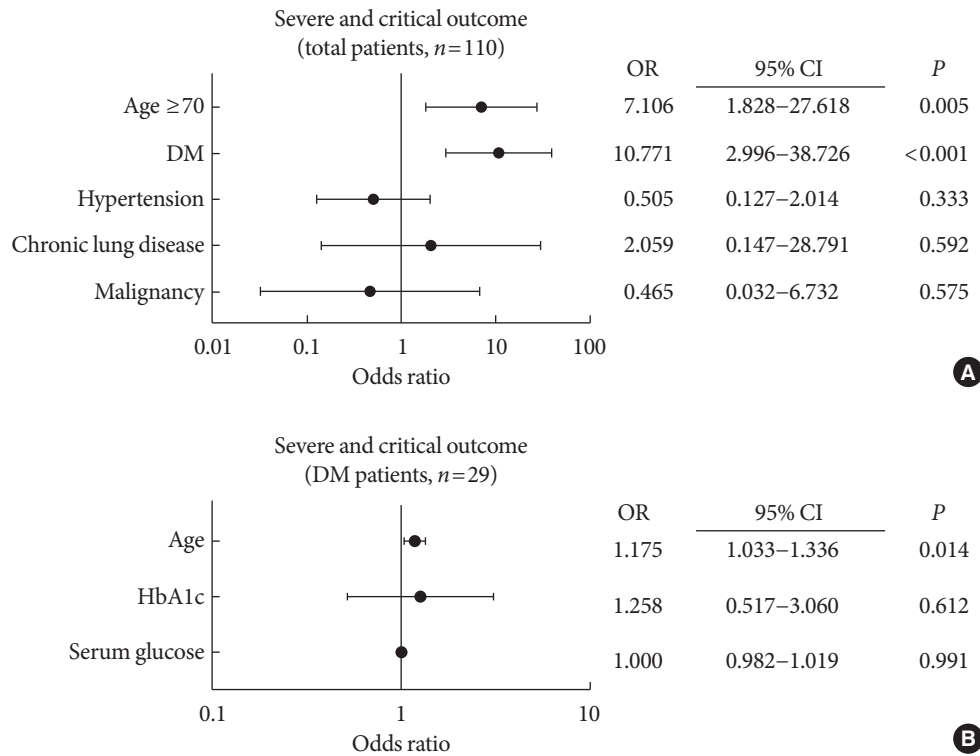 Severe and critical outcome
(total patients, n=110)
OR 95% CI P
Age ≥70 7.106 1.828–27.618 0.005
DM 10.771 2.996–38.726 <0.001
Hypertension 0.505 0.127–2.014 0.333
Chronic lung disease 2.059 0.147–28.791 0.592
Malignancy 0.465 0.032–6.732 0.575
0.01 0.1 1 10 100
Odds ratio
A
Severe and critical outcome
(DM patients, n=29)
OR 95% CI P
Age 1.175 1.033–1.336 0.014
HbA1c 1.258 0.517–3.060 0.612
Serum glucose 1.000 0.982–1.019 0.991
0.1 1 10
Odds ratio
B